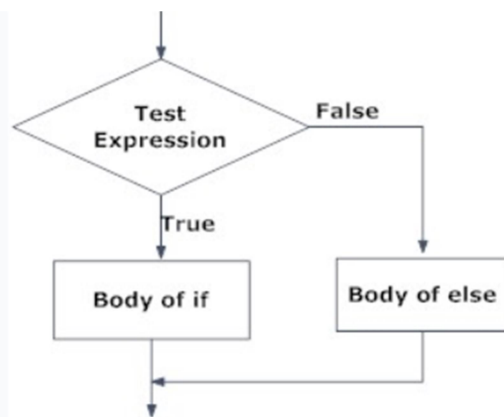 Test
Expression
False
True
Body of if
Body of else